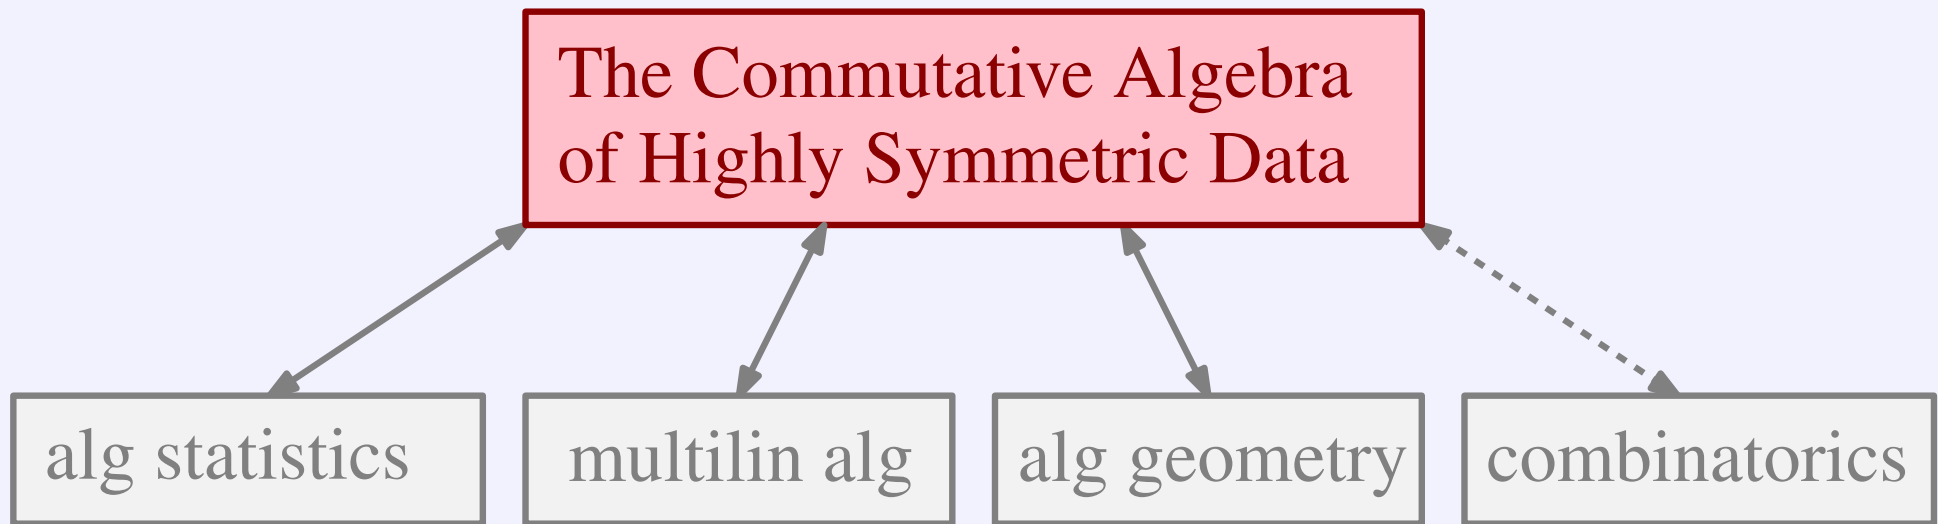 The Commutative Algebra
of Highly Symmetric Data
alg statistics
multilin alg
alg geometry
combinatorics